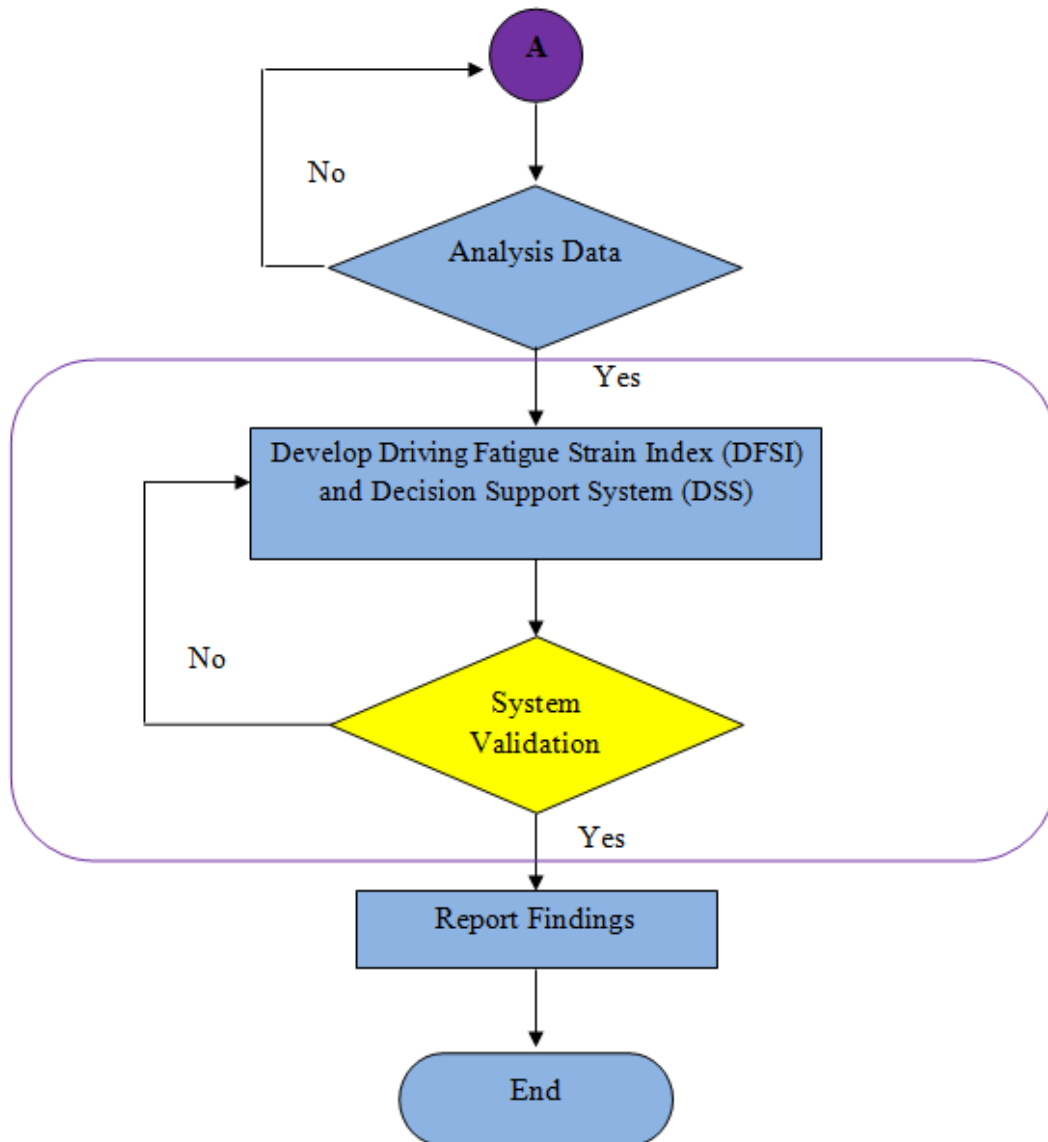 A
No
Analysis Data
Yes
Develop Driving Fatigue Strain Index (DFSI)
and Decision Support System (DSS)
No
System
Validation
Yes
Report Findings
End